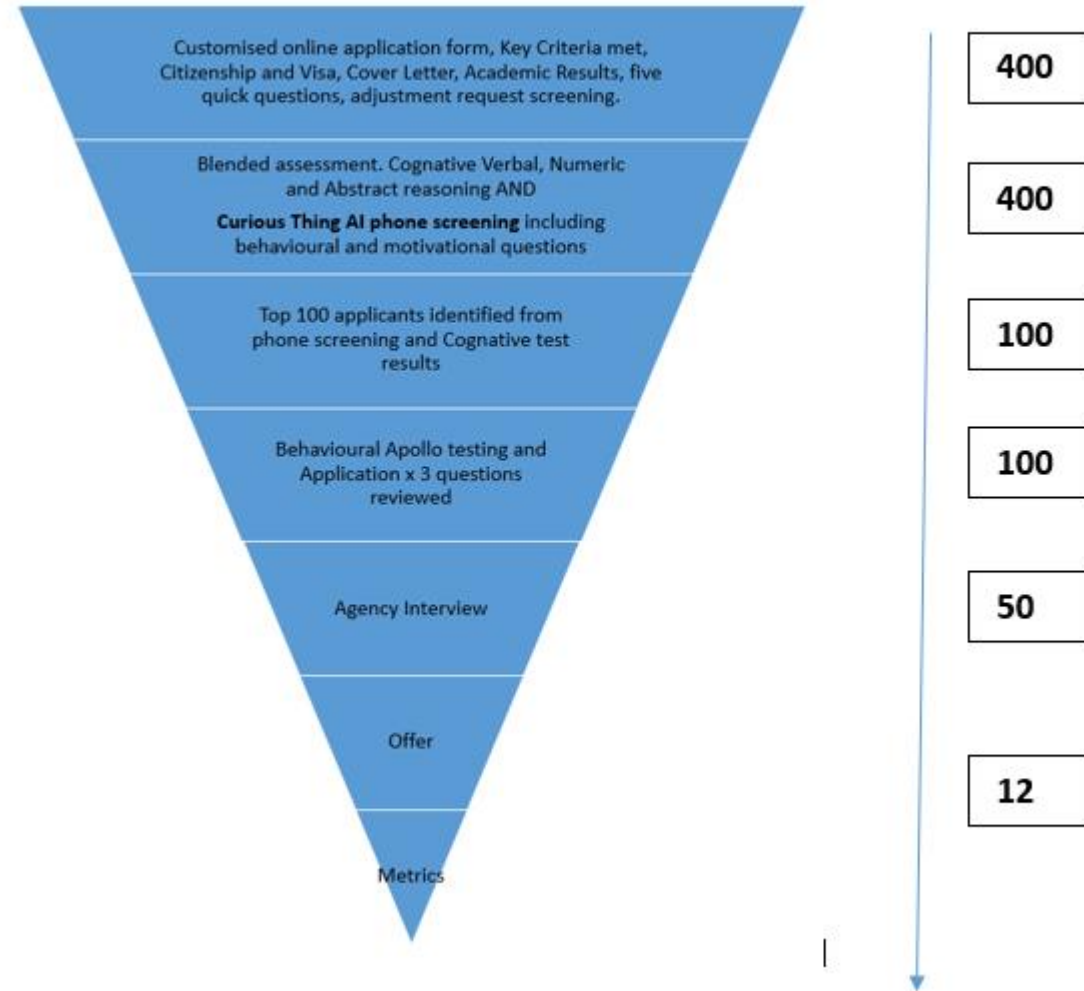 Customised online application form, Key Criteria met,
Citizenship and Visa, Cover Letter, Academic Results, five
quick questions, adjustment request screening.
400
Blended assessment. Cognitive Verbal, Numeric
and Abstract reasoning AND
Curious Thing AI phone screening including
behavioural and motivational questions
400
Top 100 applicants identified from
phone screening and Cognative test
results
100
Behavioural Apollo testing and
Application x 3 questions
reviewed
100
Agency Interview
50
Offer
12
Metrics